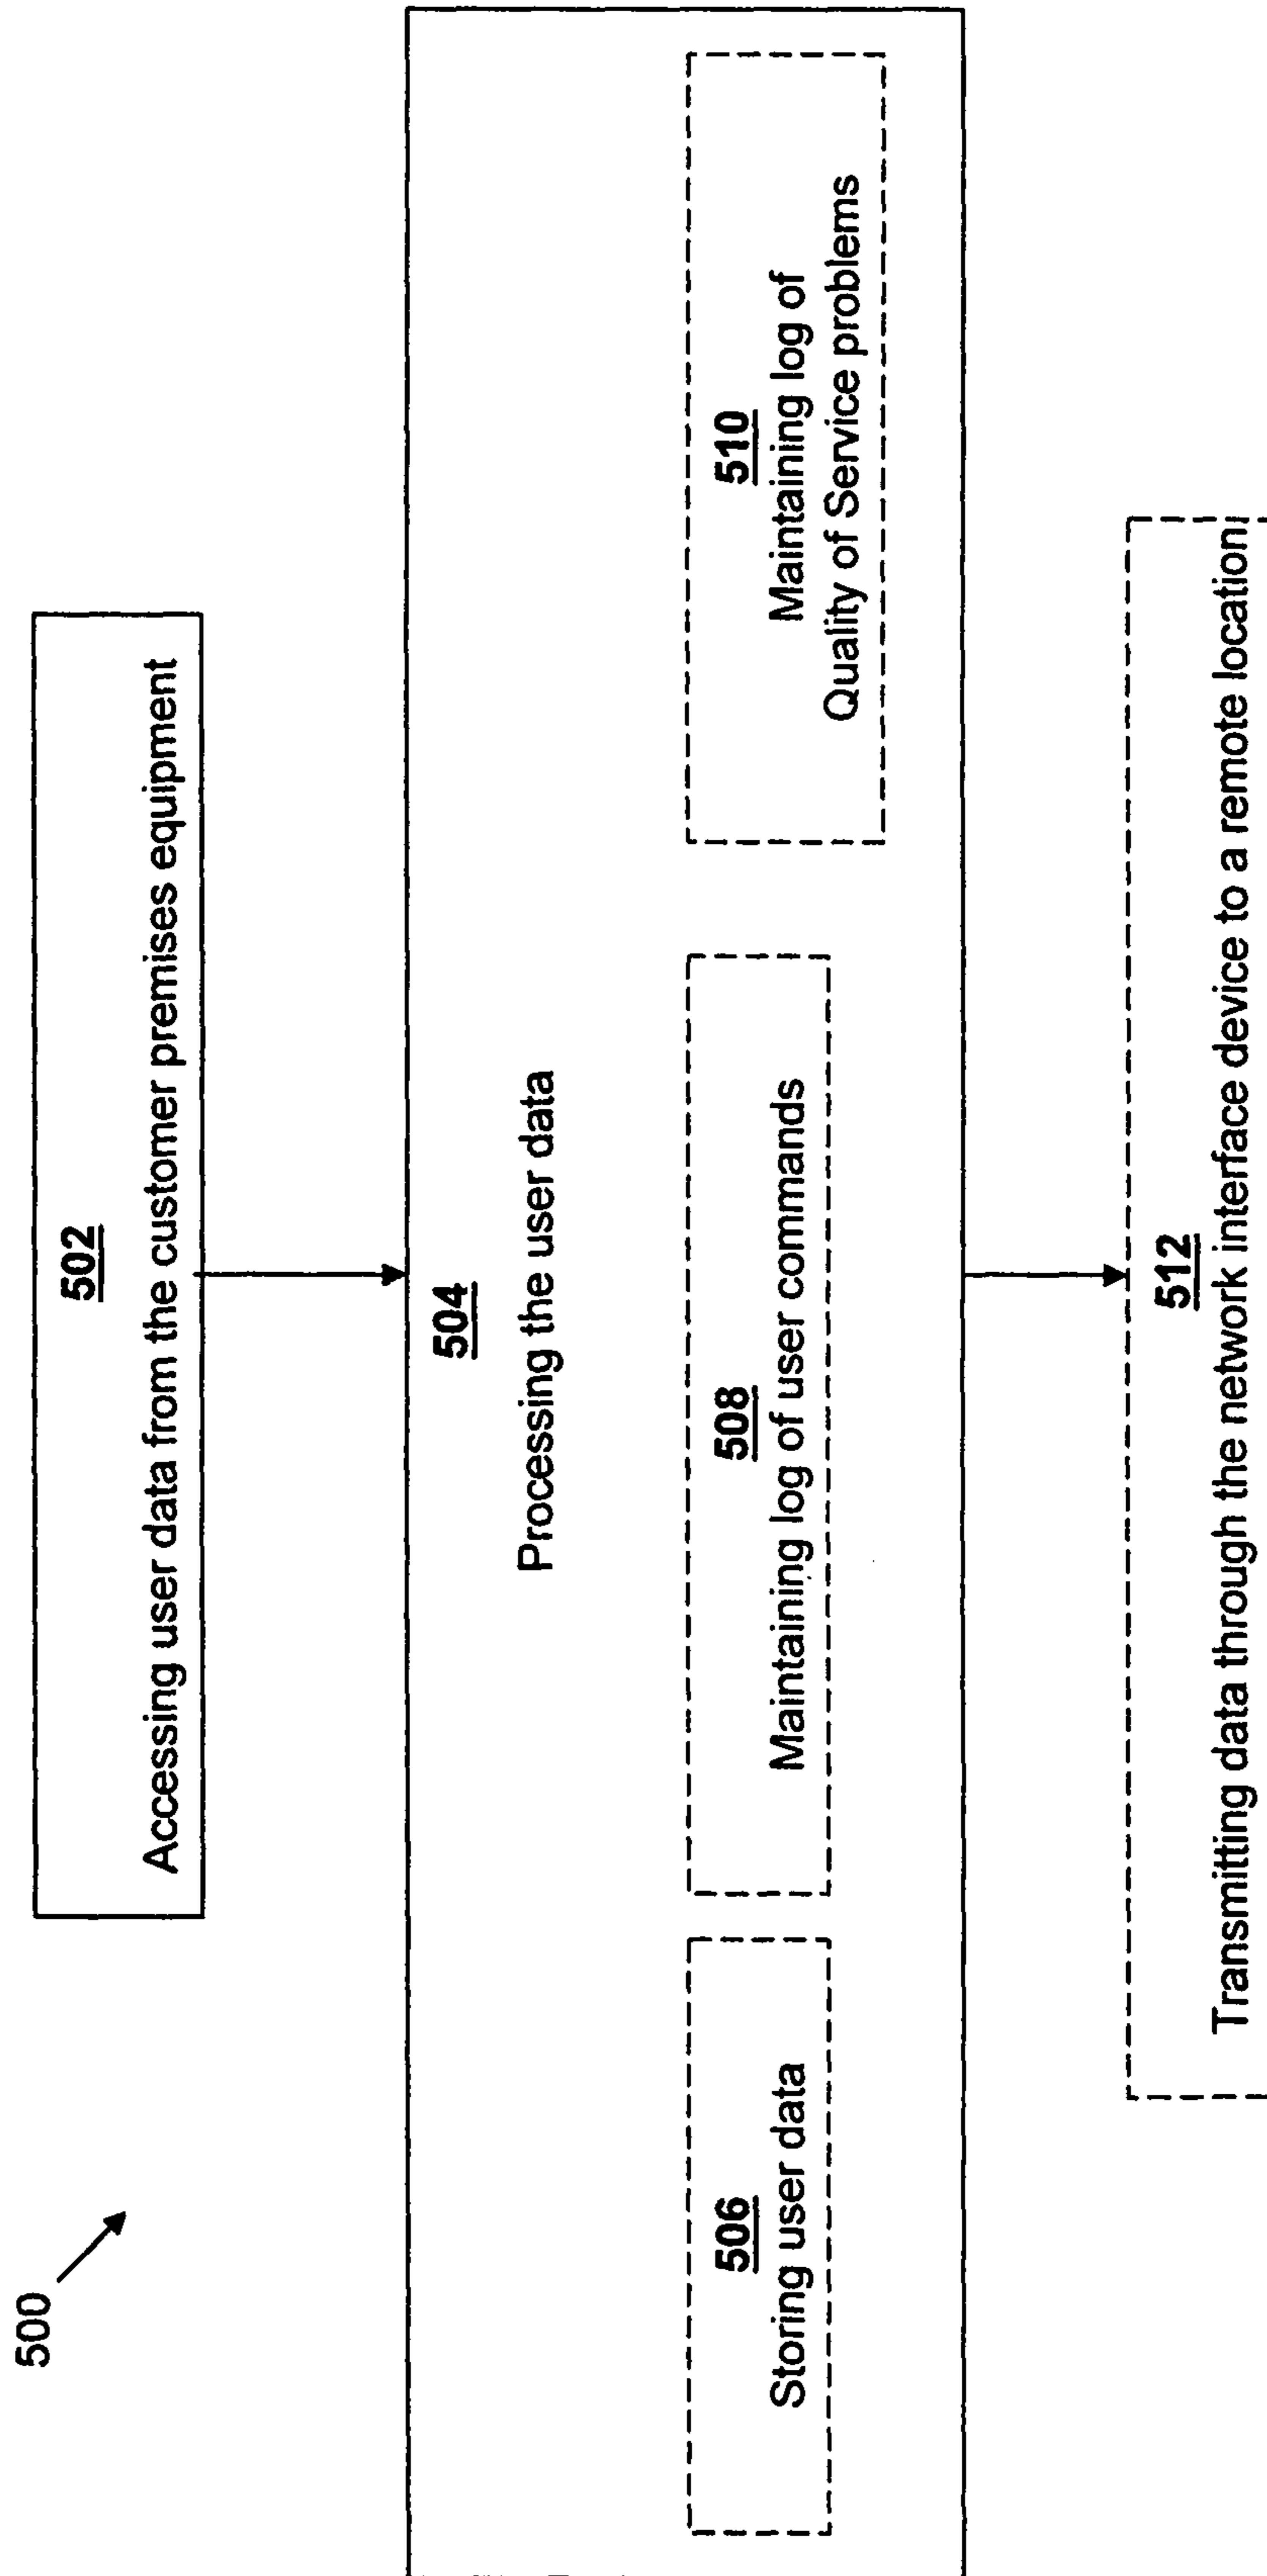 500
502
Accessing user data from the customer premises equipment
504
Processing the user data
506
Storing user data
508
Maintaining log of user commands
510
Maintaining log of
Quality of Service problems
512
Transmitting data through the network interface device to a remote location